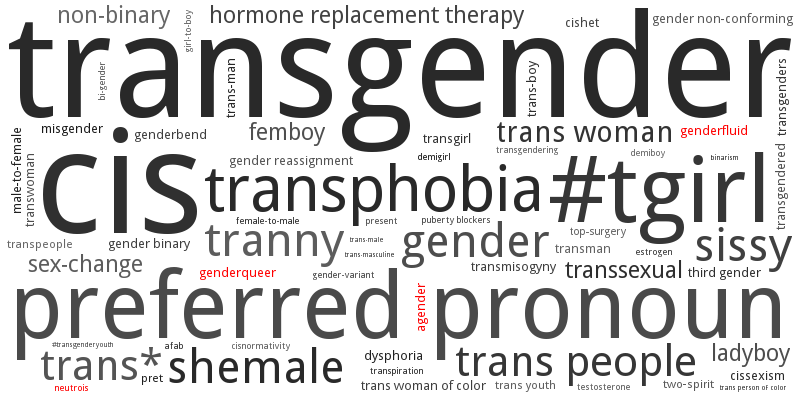 non-binary
girl-to-boy
hormone replacement therapy
cishet
gender non-conforming
transgender
bi-gender
trans-man
trans-boy
transgenders
misgender
genderbend
femboy
transgirl
trans woman
genderfluid
male-to-female
transwoman
cis
gender reassignment
demigirl
transgendering
demiboy
binarism
transgendered
transphobia
#tgirl
female-to-male
present
puberty blockers
transpeople
gender binary
tranny
trans-male
trans-masculine
gender
top-surgery
transman
estrogen
sissy
sex-change
genderqueer
gender-variant
transmisogyny
transsexual
third gender
preferred pronoun
agender
#transgenderyouth
afab
cisnormativity
trans*
pret
shemale
dysphoria
transpiration
trans people
ladyboy
cissexism
neutrois
trans woman of color
trans youth
testosterone
two-spirit
trans person of color